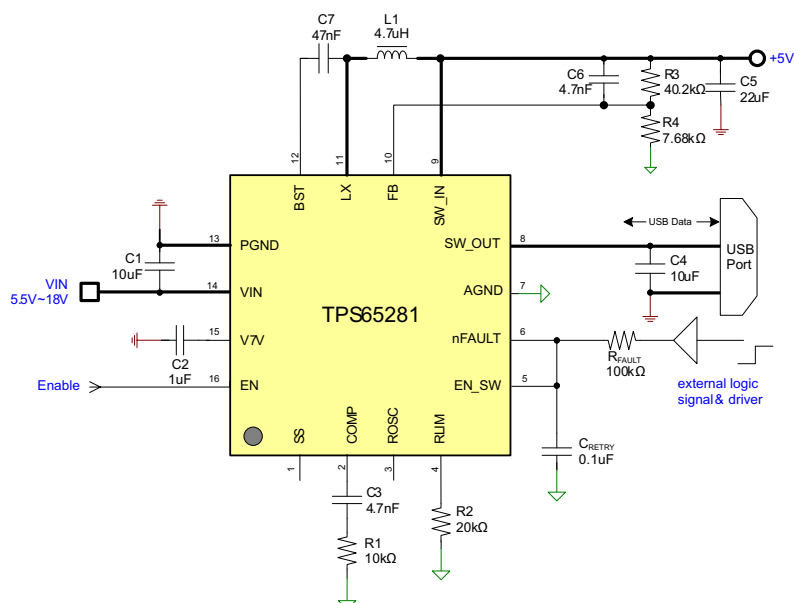 C7
47nF
L1
4.7uH
+5V
C6
4.7nF
R3
40.2kΩ
C5
22uF
R4
7.68kΩ
12
11
10
9
BST
LX
FB
SW_IN
USB Data
13
PGND
SW_OUT
8
USB
Port
C1
10uF
C4
10uF
VIN
5.5V~18V
14
VIN
AGND
7
TPS65281
15
V7V
nFAULT
6
C2
1uF
RFAULT
100kΩ
Enable
16
EN
EN_SW
5
external logic
signal & driver
SS
COMP
ROSC
RLIM
CRETRY
0.1uF
1
2
3
4
C3
4.7nF
R2
20kΩ
R1
10kΩ